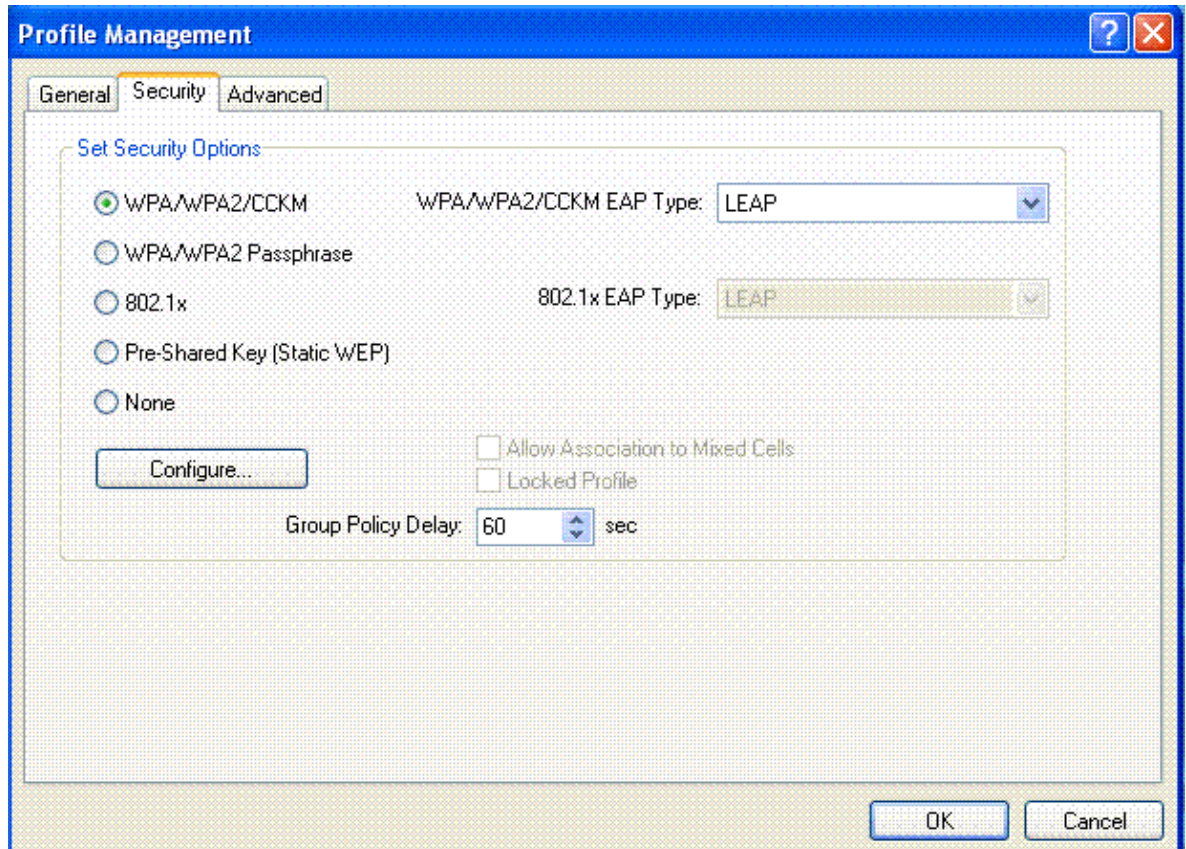 Profile Management
General Security Advanced
Set Security Options
WPA/WPA2/CCKM WPA/WPA2/CCKM EAP Type: LEAP
WPA/WPA2 Passphrase
802.1x 802.1x EAP Type: LEAP
Pre-Shared Key (Static WEP)
None
Allow Association to Mixed Cells
Configure...
Locked Profile
Group Policy Delay: 60 sec
OK Cancel